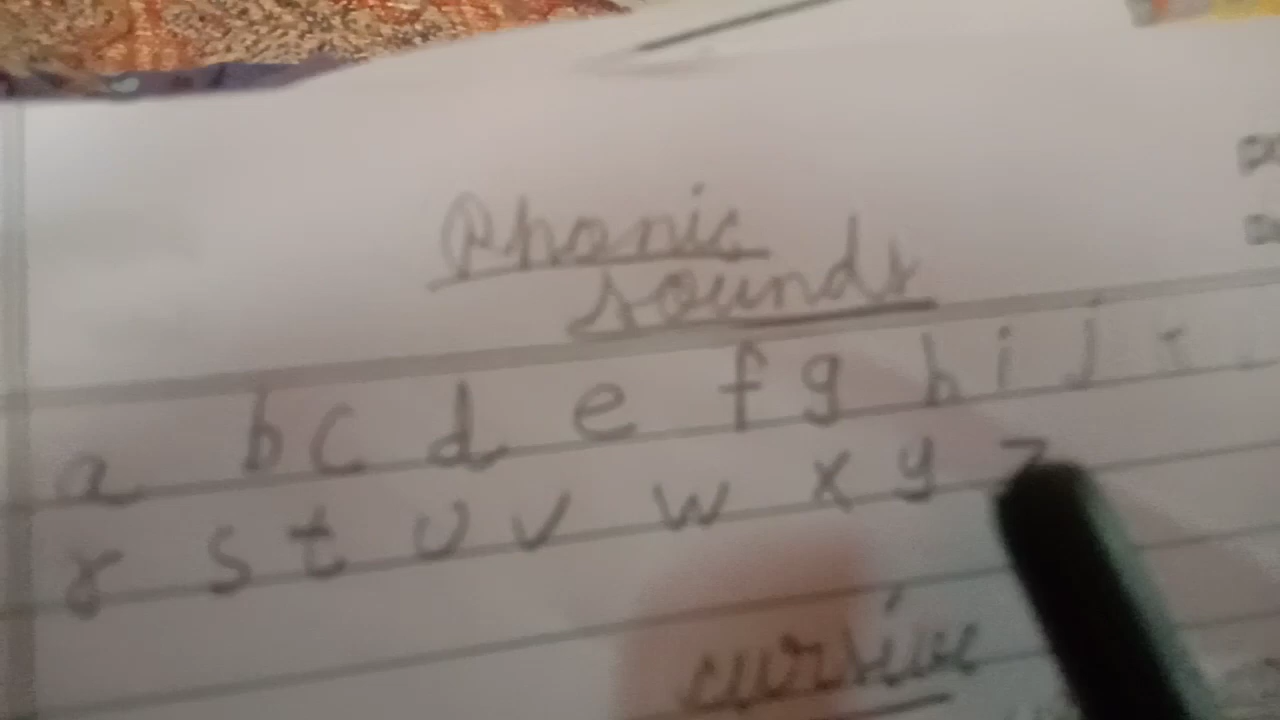 Phonic
sounds
a b c d e f g h i j
r s t u v w x y z
cursive